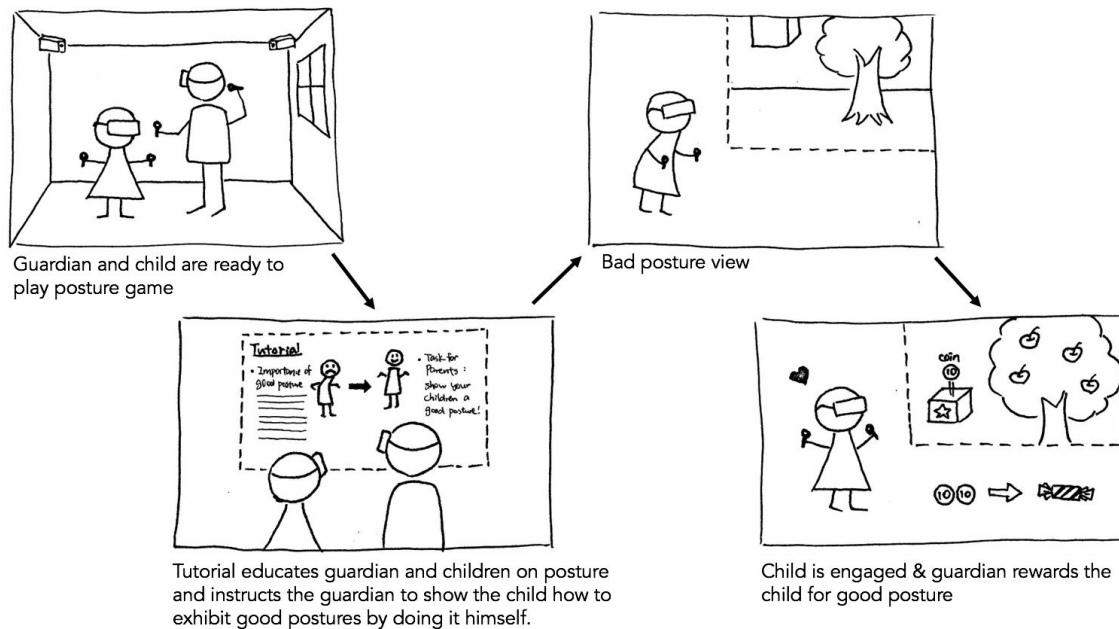 Guardian and child are ready to
play posture game
Tutorial
• Importance of
good posture
• Task for
Parents :
show your
children a
good posture!
Tutorial educates guardian and children on posture
and instructs the guardian to show the child how to
exhibit good postures by doing it himself.
Bad posture view
coin
10
10 10
Child is engaged & guardian rewards the
child for good posture